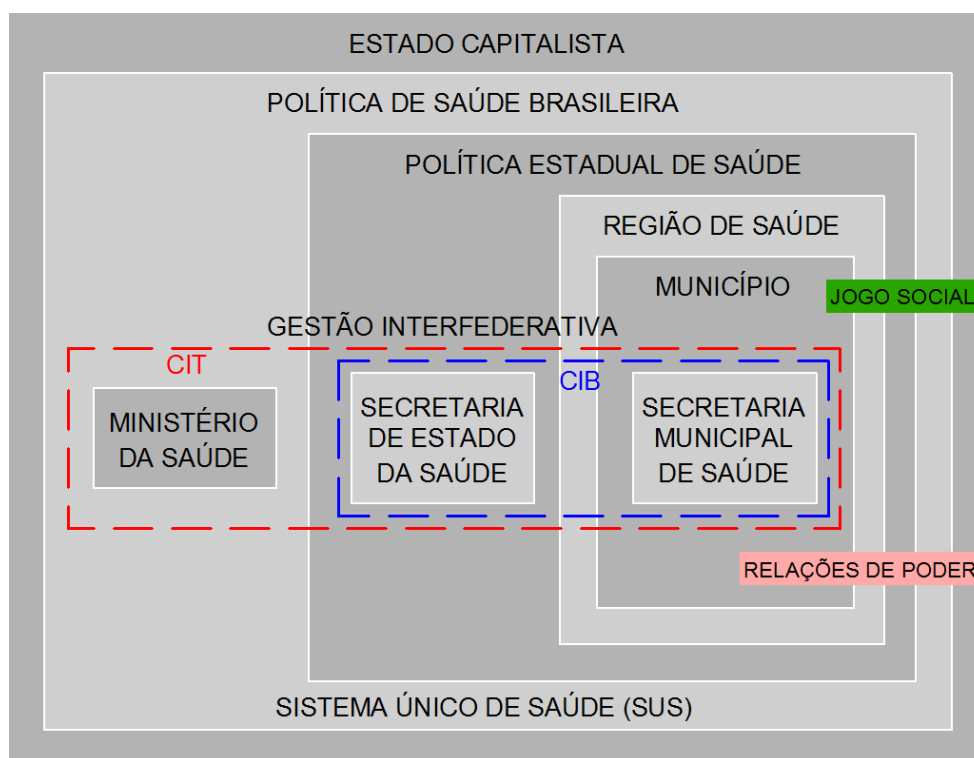 ESTADO CAPITALISTA
POLÍTICA DE SAÚDE BRASILEIRA
POLÍTICA ESTADUAL DE SAÚDE
REGIÃO DE SAÚDE
MUNICÍPIO
JOGO SOCIAL
GESTÃO INTERFEDERATIVA
CIT
CIB
MINISTÉRIO
DA SAÚDE
SECRETARIA
DE ESTADO
DA SAÚDE
SECRETARIA
MUNICIPAL
DE SAÚDE
RELAÇÕES DE PODER
SISTEMA ÚNICO DE SAÚDE (SUS)